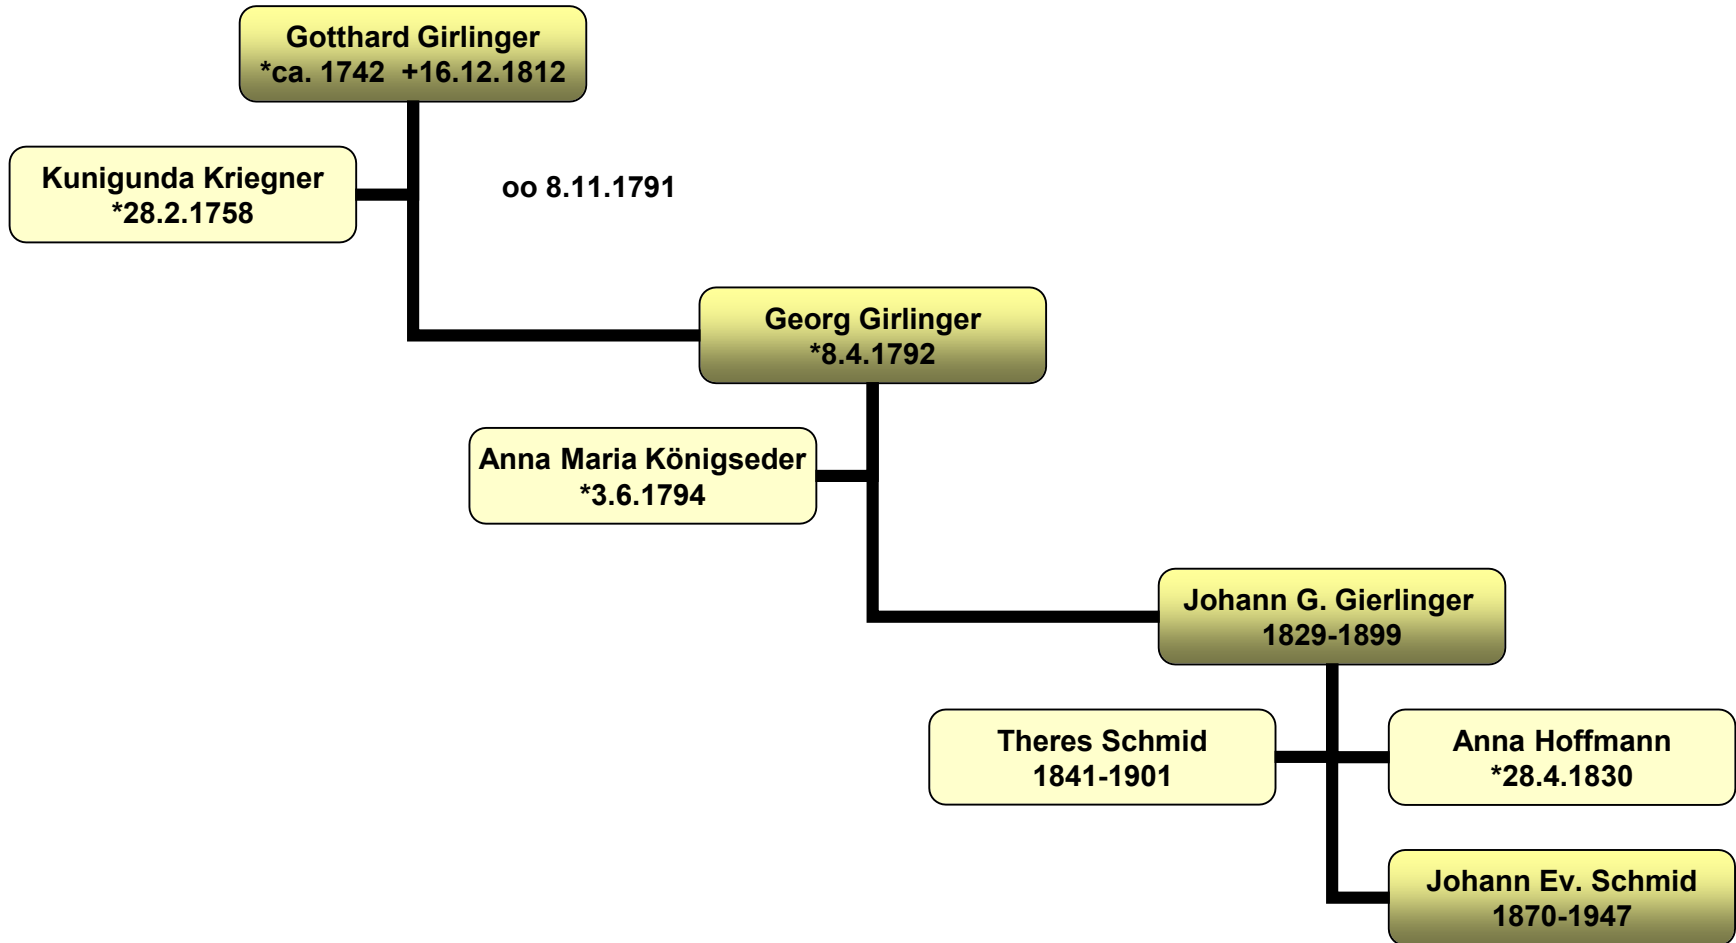 Gotthard Girlinger
*ca. 1742  +16.12.1812
Kunigunda Kriegner
*28.2.1758
oo 8.11.1791
Georg Girlinger
*8.4.1792
Anna Maria Königseder
*3.6.1794
Johann G. Gierlinger
1829-1899
Theres Schmid
1841-1901
Anna Hoffmann
*28.4.1830
Johann Ev. Schmid
1870-1947